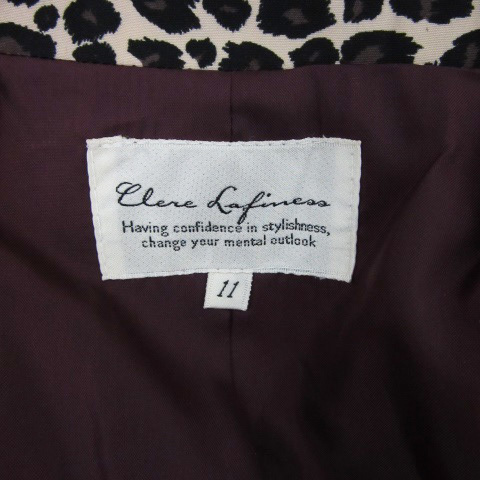 Clere Lafiness
Having confidence in stylishness,
change your mental outlook
11